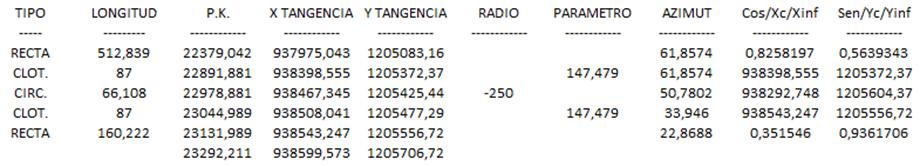 TIPO LONGITUD P.K. X TANGENCIA Y TANGENCIA RADIO PARAMETRO AZIMUT Cos/Xc/Xinf Sen/Yc/Yinf
----- --------- ----------- ------------ ------------ ------------ ------------ --------- ----------- -----------
RECTA 512,839 22379,042 937975,043 1205083,16 61,8574 0,8258197 0,5639343
CLOT. 87 22891,881 938398,555 1205372,37 147,479 61,8574 938398,555 1205372,37
CIRC. 66,108 22978,881 938467,345 1205425,44 -250 50,7802 938292,748 1205604,37
CLOT. 87 23044,989 938508,041 1205477,29 147,479 33,946 938543,247 1205556,72
RECTA 160,222 23131,989 938543,247 1205556,72 22,8688 0,351546 0,9361706
23292,211 938599,573 1205706,72